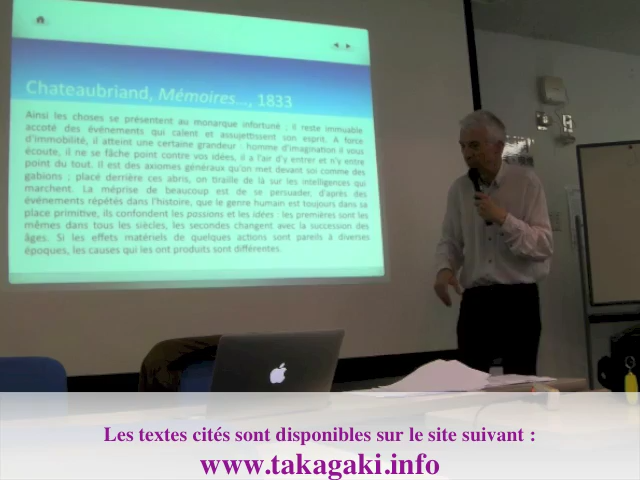 Chateaubriand, Mémoires..., 1833
Ainsi les choses se présentent au monarque infortuné ; il reste immuable
accoté des événements qui calent et assujettissent son esprit. A force
d'immobilité, il atteint une certaine grandeur : homme d'imagination il vous
écoute, il ne se fâche point contre vos idées, il a l'air d'y entrer et n'y entre
point du tout. Il est des axiomes généraux qu'on met devant soi comme des
gabions ; placé derrière ces abris, on tiraille de là sur les intelligences qui
marchent. La méprise de beaucoup est de se persuader, d'après des
événements répétés dans l'histoire, que le genre humain est toujours dans sa
place primitive, ils confondent les passions et les idées : les premières sont les
mêmes dans tous les siècles, les secondes changent avec la succession des
âges. Si les effets matériels de quelques actions sont pareils à diverses
époques, les causes qui les ont produits sont différentes.
Les textes cités sont disponibles sur le site suivant :
www.takagaki.info